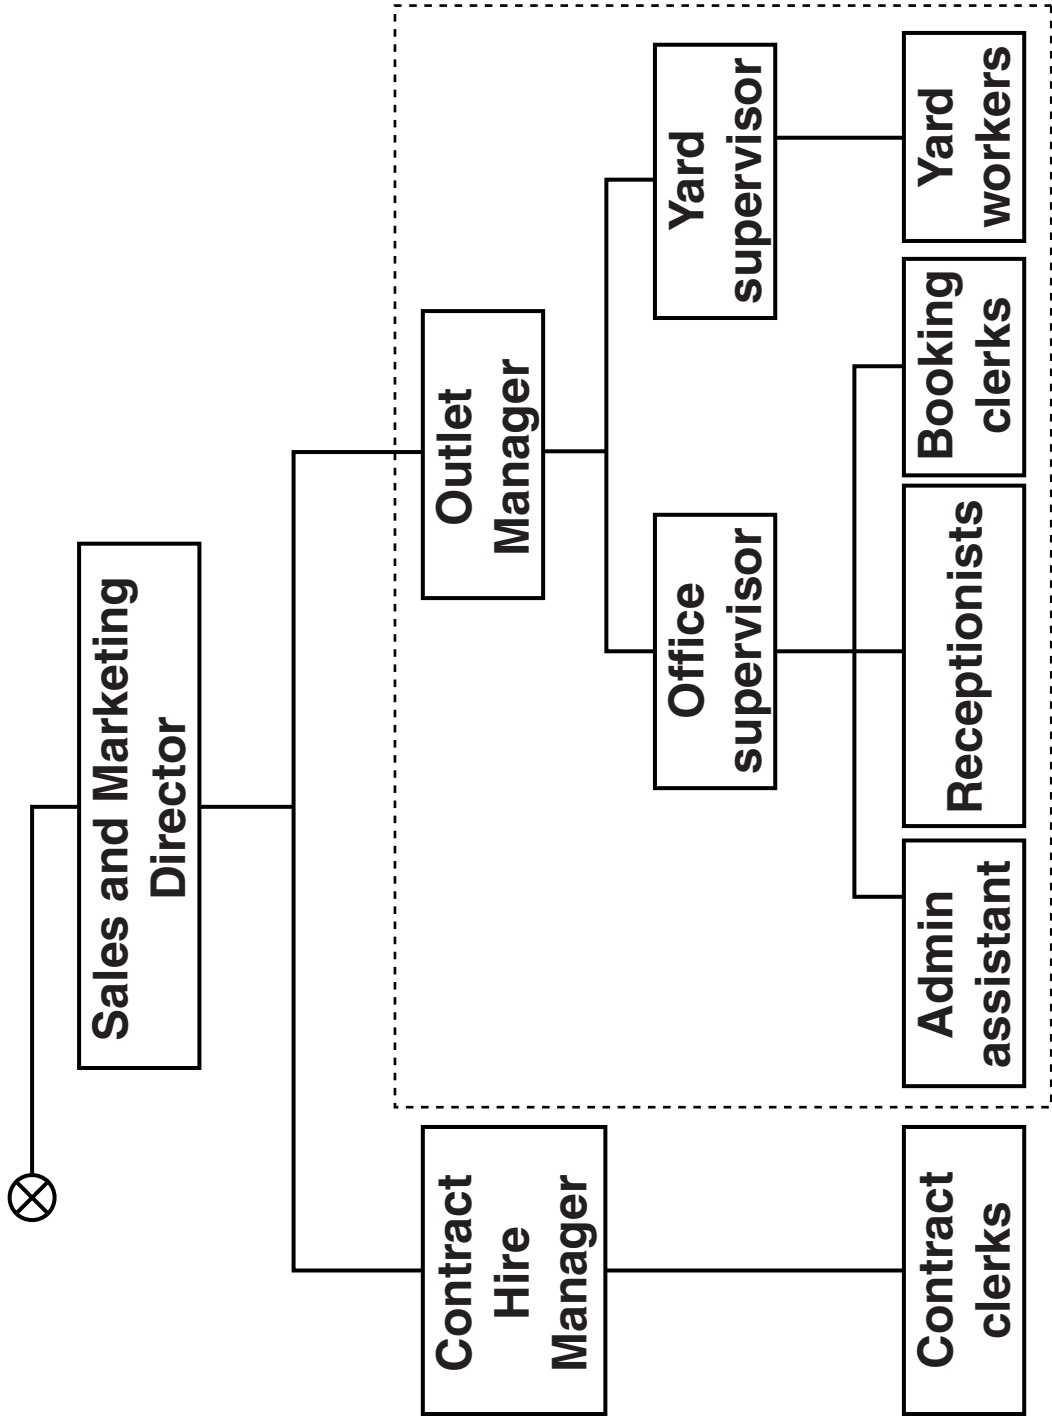 Sales and Marketing
Director
Contract
Hire
Manager
Outlet
Manager
Office
supervisor
Yard
supervisor
Contract
clerks
Admin
assistant
Receptionists
Booking
clerks
Yard
workers